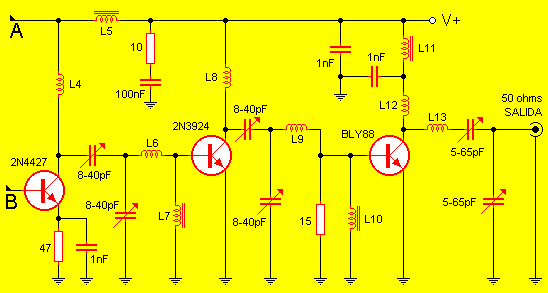 A
L5
V+
10
1nF
1nF
L11
L4
100nF
L8
L12
8-40pF
50 ohms
SALIDA
2N3924
L13
2N4427
L6
L9
BLY88
8-40pF
5-65pF
B
8-40pF
L7
8-40pF
15
L10
5-65pF
47
1nF